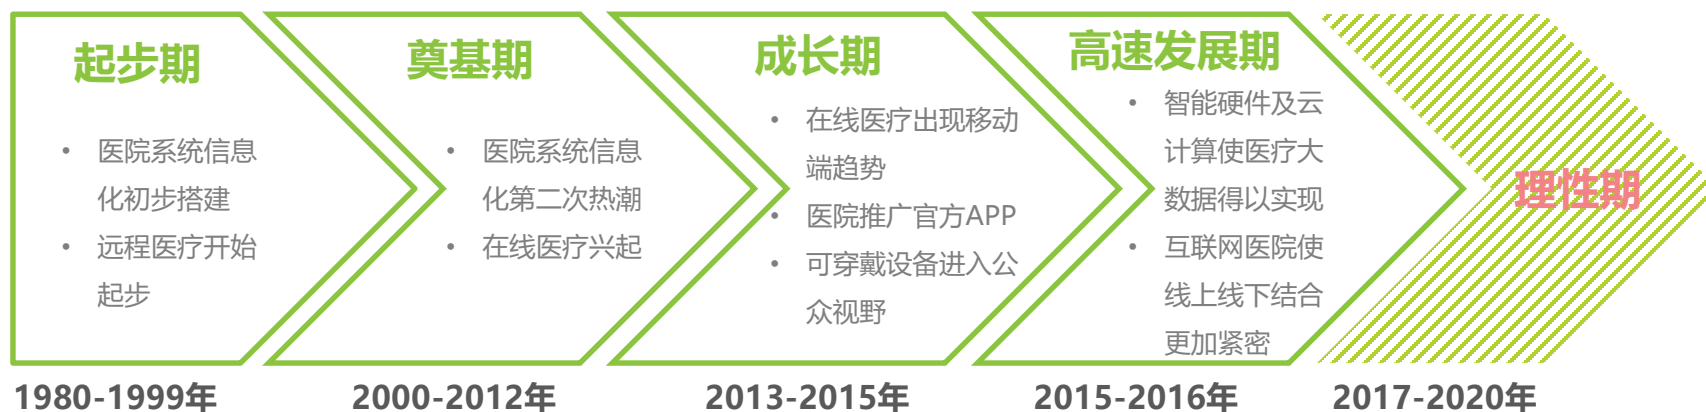 起步期
• 医院系统信息
化初步搭建
• 远程医疗开始
起步
1980-1999年
奠基期
• 医院系统信息
化第二次热潮
• 在线医疗兴起
2000-2012年
成长期
• 在线医疗出现移动
端趋势
• 医院推广官方APP
• 可穿戴设备进入公
众视野
2013-2015年
高速发展期
• 智能硬件及云
计算使医疗大
数据得以实现
• 互联网医院使
线上线下结合
更加紧密
2015-2016年
理性期
2017-2020年